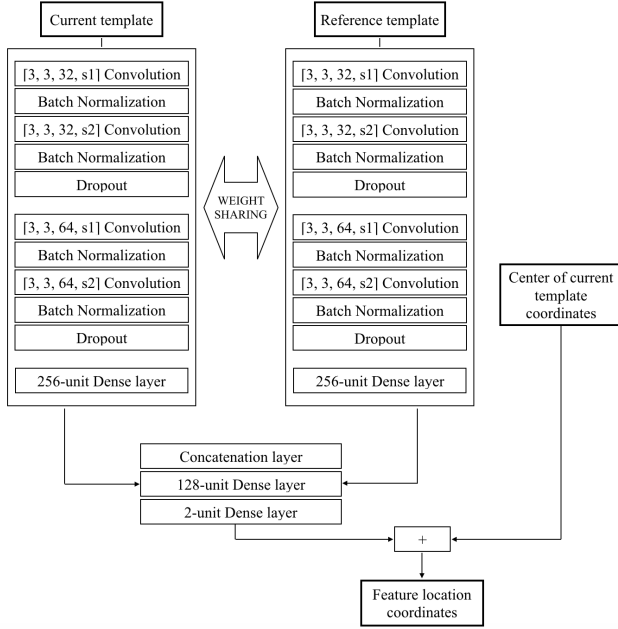 Current template
Reference template
⌈3, 3, 32, s1⌉ Convolution
Batch Normalization
⌈3, 3, 32, s2⌉ Convolution
Batch Normalization
Dropout
⌈3, 3, 64, s1⌉ Convolution
Batch Normalization
⌈3, 3, 64, s2⌉ Convolution
Batch Normalization
Dropout
256-unit Dense layer
WEIGHT
SHARING
⌈3, 3, 32, s1⌉ Convolution
Batch Normalization
⌈3, 3, 32, s2⌉ Convolution
Batch Normalization
Dropout
⌈3, 3, 64, s1⌉ Convolution
Batch Normalization
⌈3, 3, 64, s2⌉ Convolution
Batch Normalization
Dropout
256-unit Dense layer
Center of current
template
coordinates
Concatenation layer
128-unit Dense layer
2-unit Dense layer
+
Feature location
coordinates